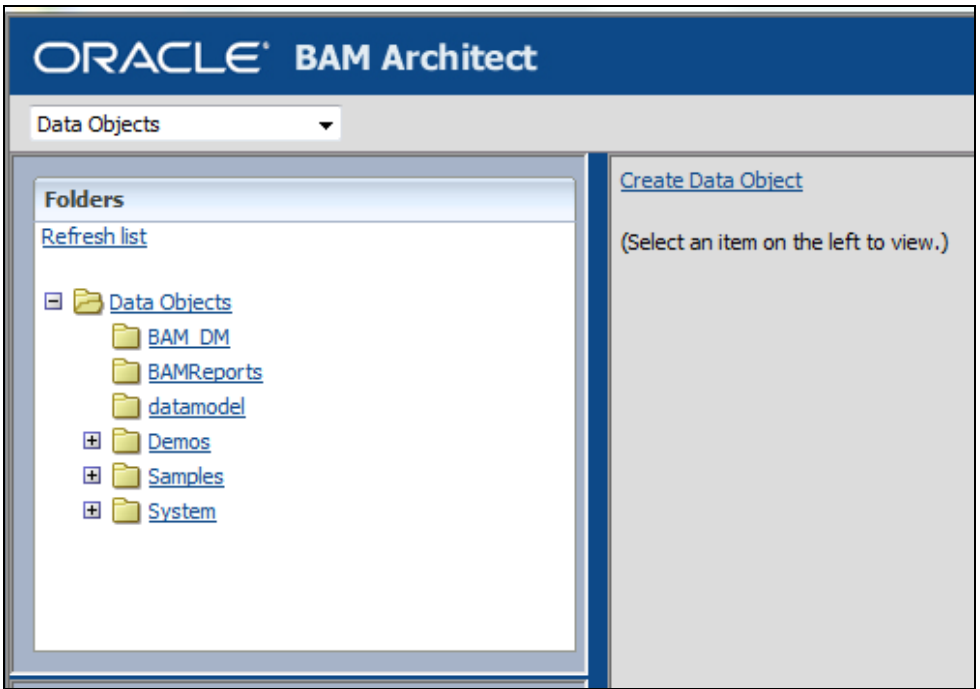 ORACLE BAM Architect
Data Objects
Folders
Refresh list
Data Objects
BAM_DM
BAMReports
datamodel
Demos
Samples
System
Create Data Object
(Select an item on the left to view.)